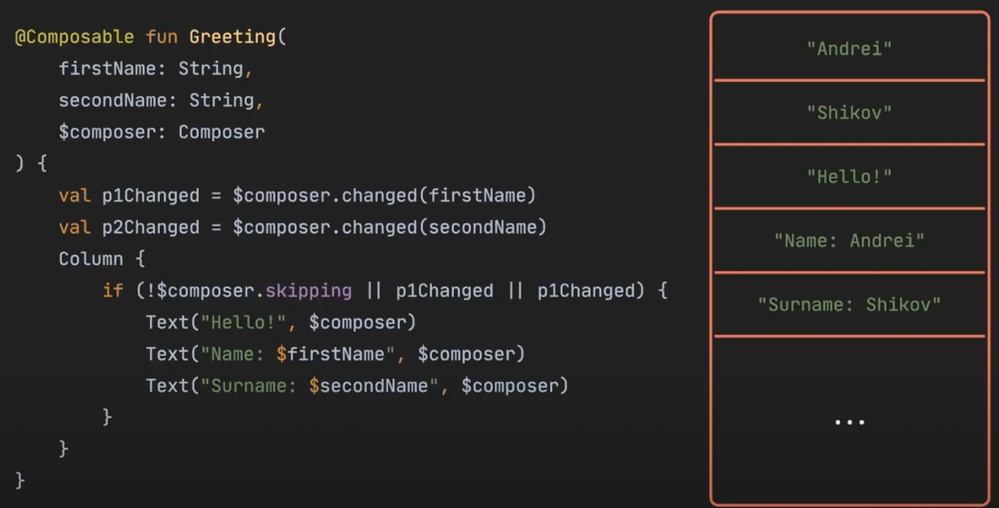 @Composable fun Greeting(
    firstName: String,
    secondName: String,
    $composer: Composer
) {
    val p1Changed = $composer.changed(firstName)
    val p2Changed = $composer.changed(secondName)
    Column {
        if (!$composer.skipping || p1Changed || p1Changed) {
            Text("Hello!", $composer)
            Text("Name: $firstName", $composer)
            Text("Surname: $secondName", $composer)
        }
    }
}
"Andrei"
"Shikov"
"Hello!"
"Name: Andrei"
"Surname: Shikov"
...